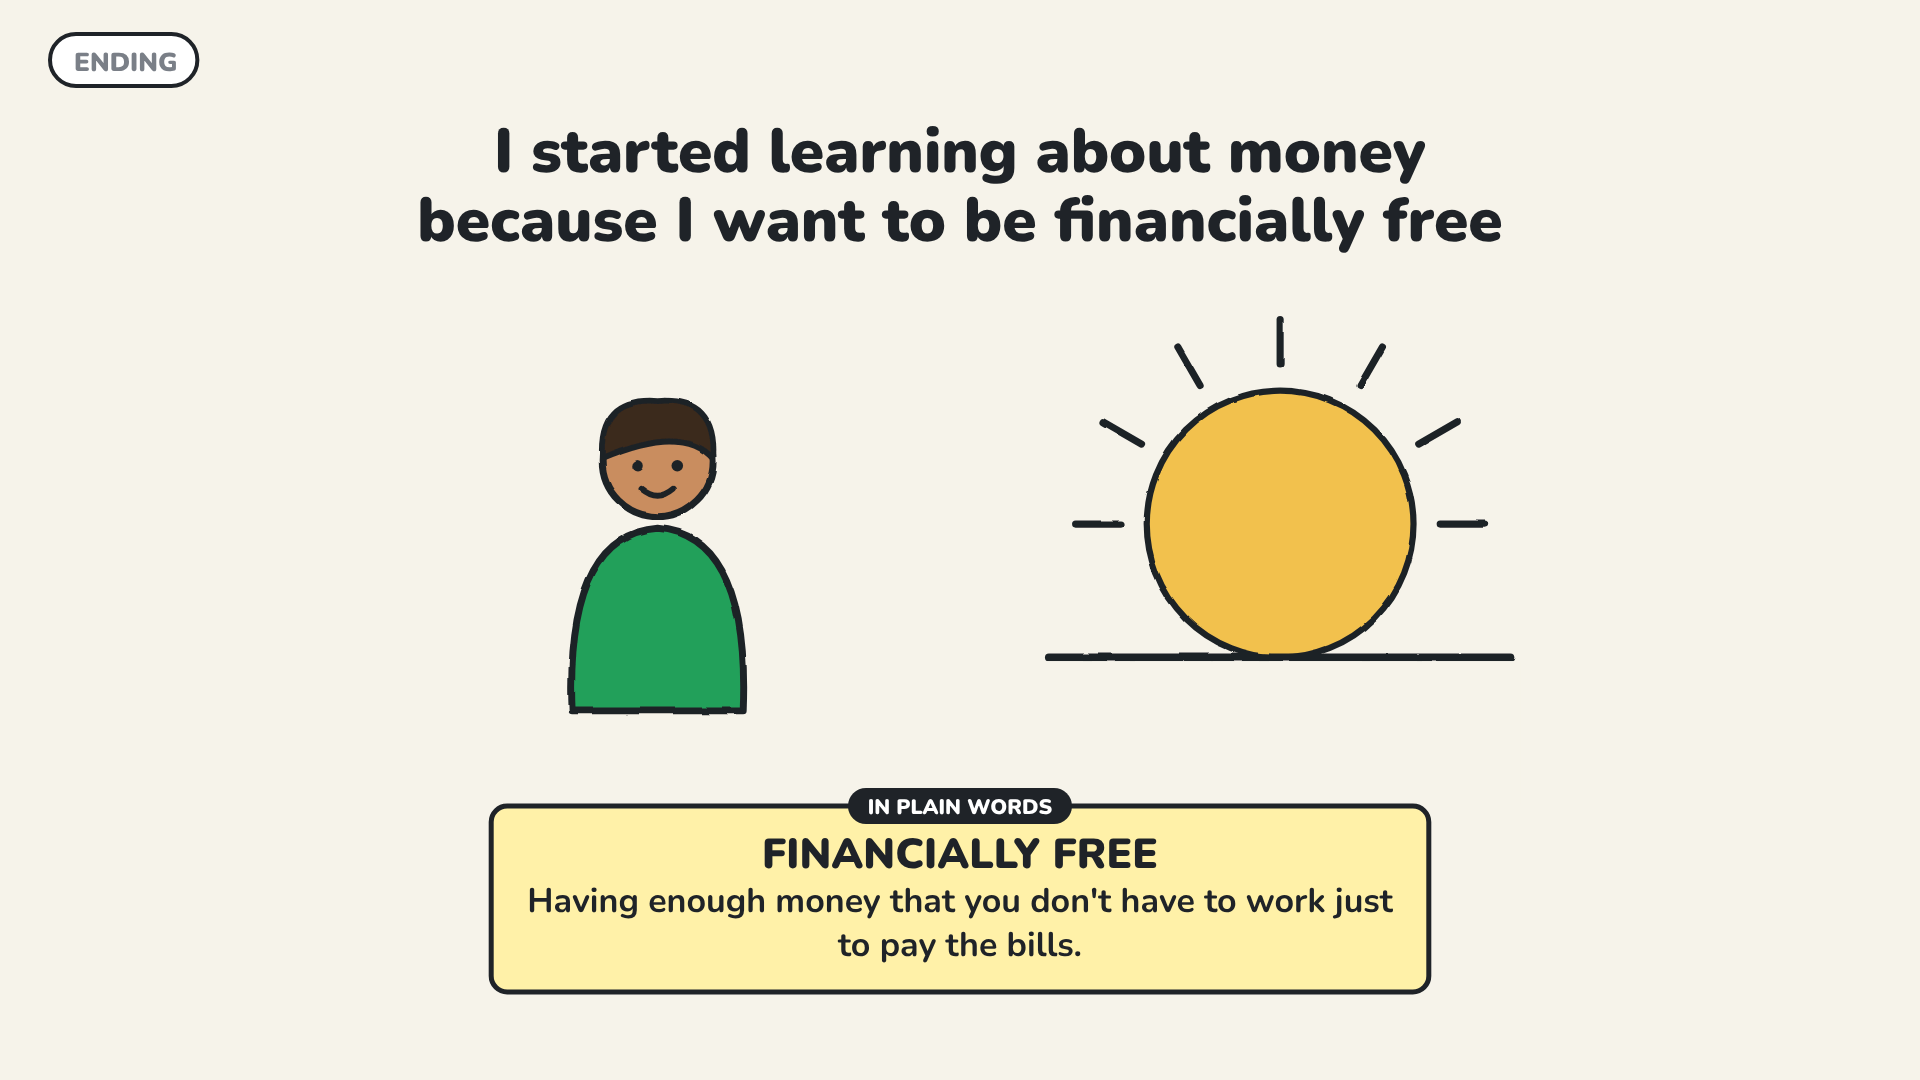 ENDING
I started learning about money
because I want to be financially free
IN PLAIN WORDS
FINANCIALLY FREE
Having enough money that you don't have to work just
to pay the bills.